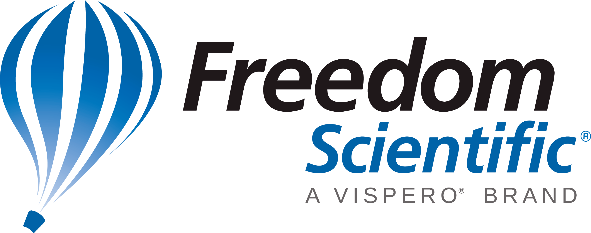 Freedom
Scientific®
A VISPERO® BRAND